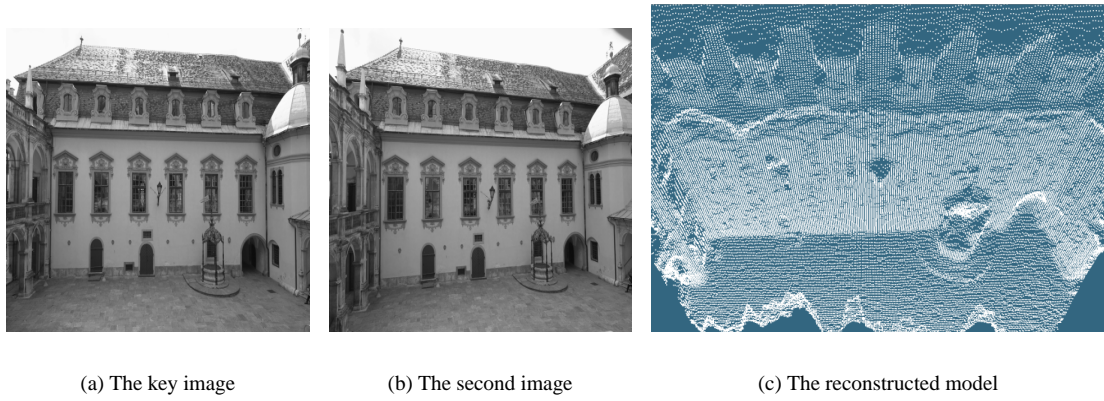 (a) The key image
(b) The second image
(c) The reconstructed model